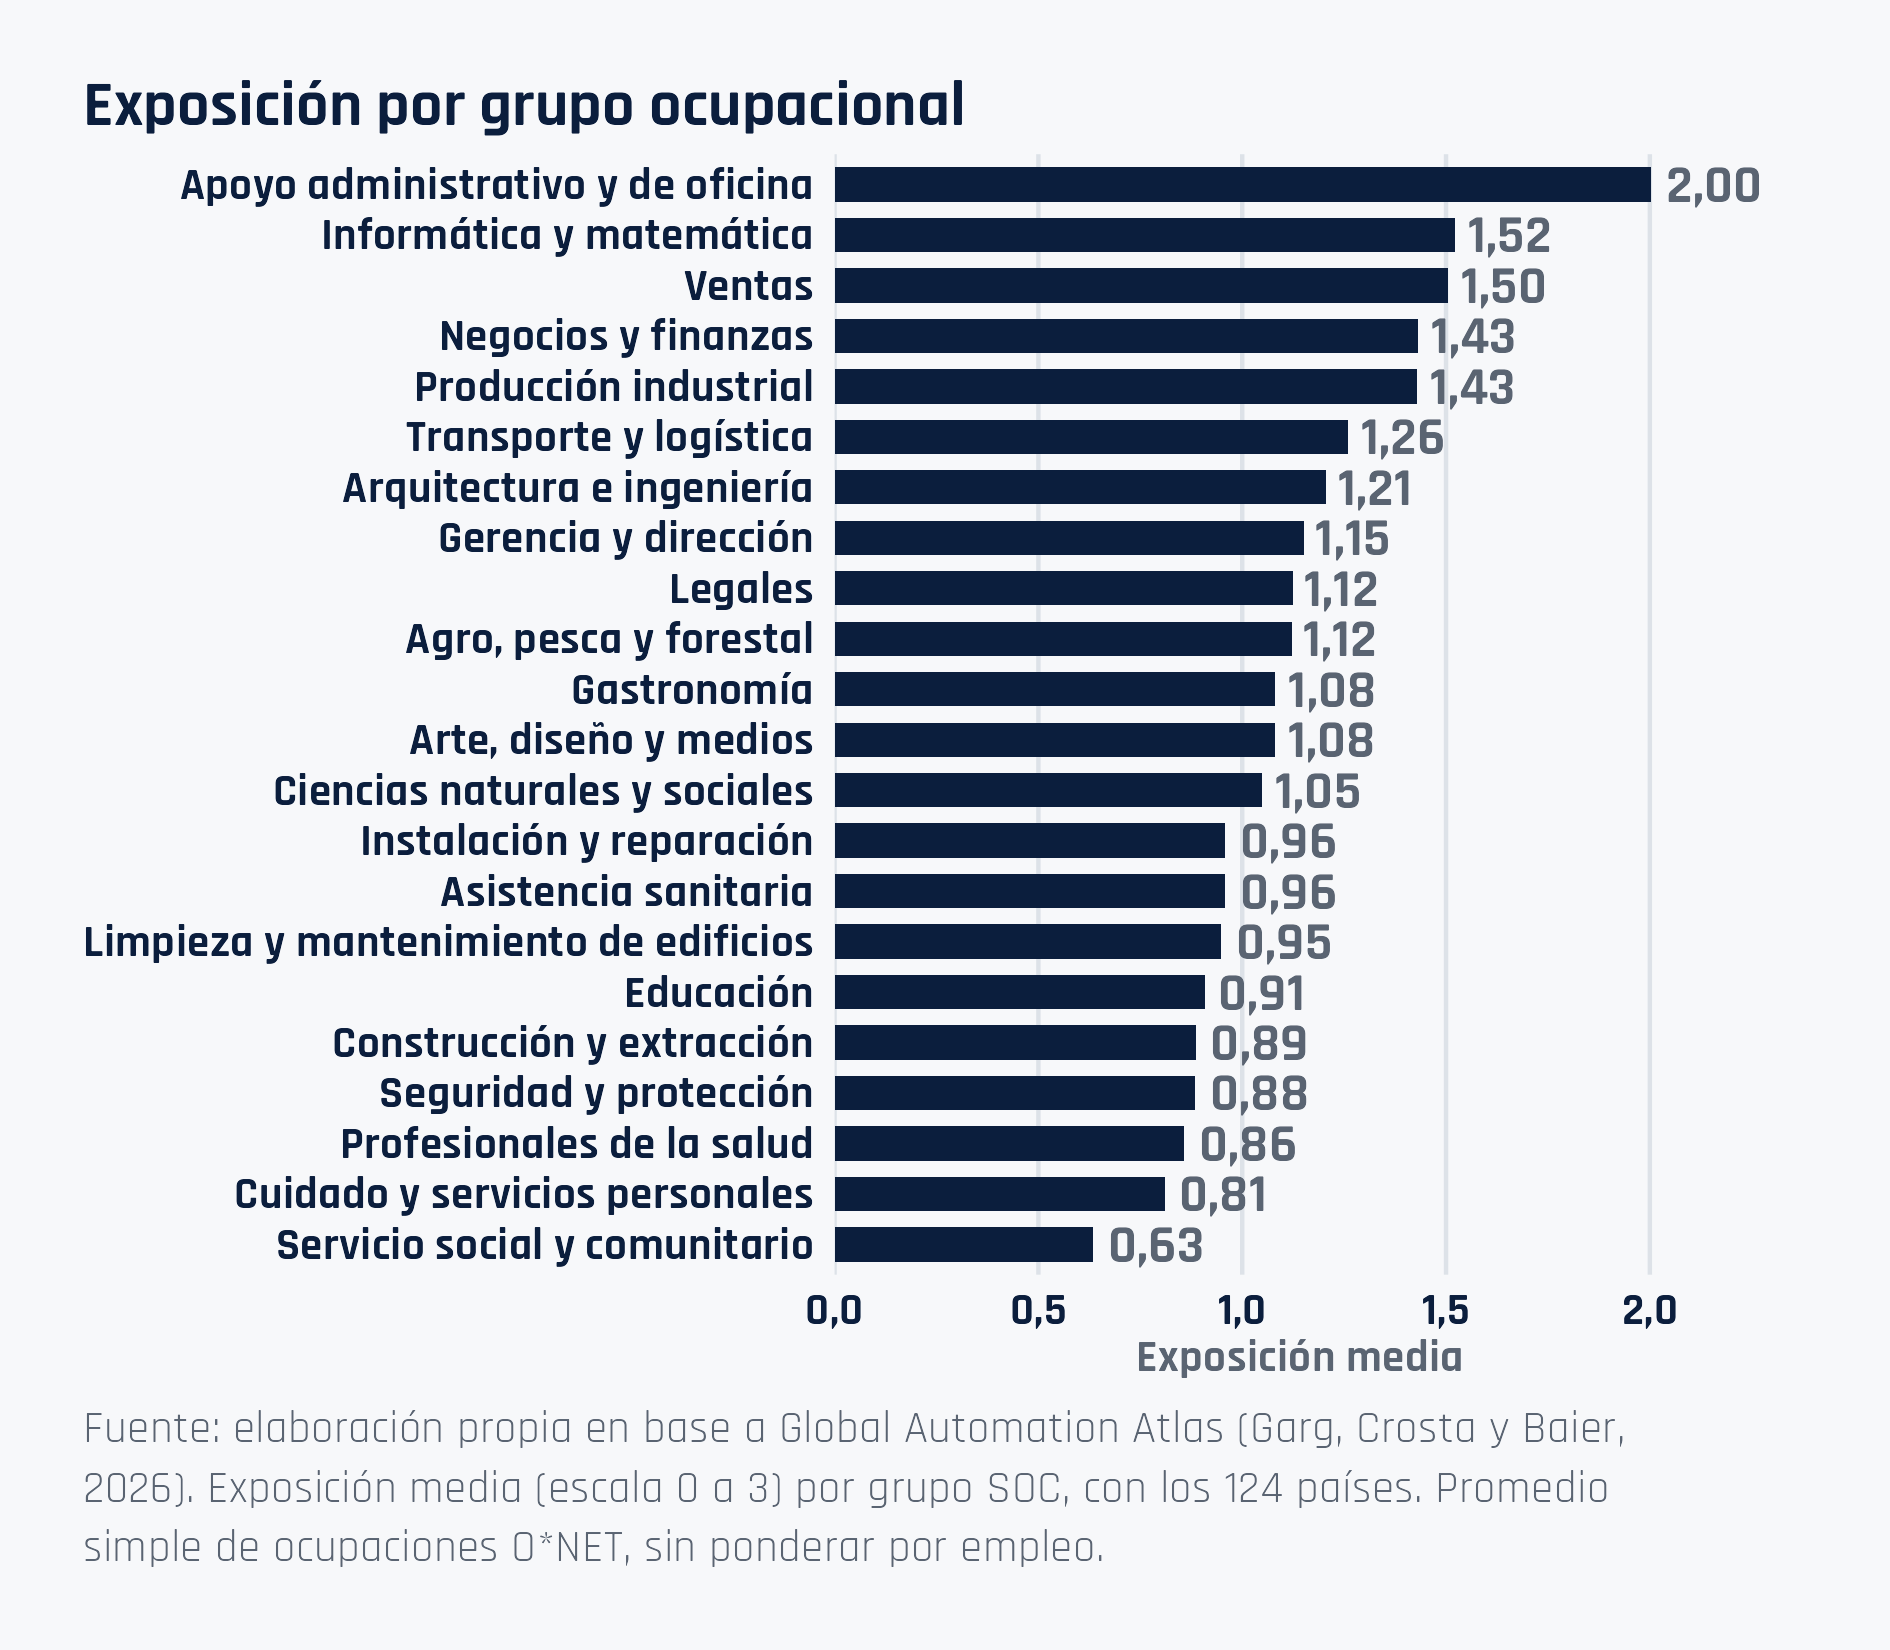 Exposición por grupo ocupacional
Apoyo administrativo y de oficina 2,00
Informática y matemática 1,52
Ventas 1,50
Negocios y finanzas 1,43
Producción industrial 1,43
Transporte y logística 1,26
Arquitectura e ingeniería 1,21
Gerencia y dirección 1,15
Legales 1,12
Agro, pesca y forestal 1,12
Gastronomía 1,08
Arte, diseño y medios 1,08
Ciencias naturales y sociales 1,05
Instalación y reparación 0,96
Asistencia sanitaria 0,96
Limpieza y mantenimiento de edificios 0,95
Educación 0,91
Construcción y extracción 0,89
Seguridad y protección 0,88
Profesionales de la salud 0,86
Cuidado y servicios personales 0,81
Servicio social y comunitario 0,63
0,0 0,5 1,0 1,5 2,0
Exposición media
Fuente: elaboración propia en base a Global Automation Atlas (Garg, Crosta y Baier,
2026). Exposición media (escala 0 a 3) por grupo SOC, con los 124 países. Promedio
simple de ocupaciones O*NET, sin ponderar por empleo.